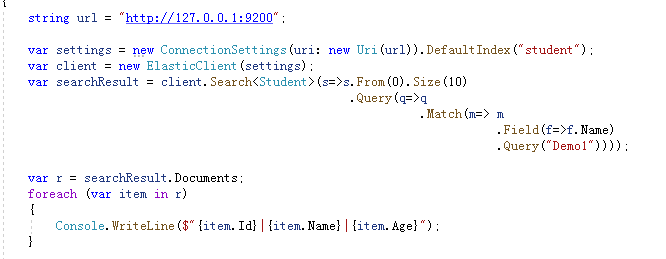 {
string url = "http://127.0.0.1:9200";
var settings = new ConnectionSettings(uri: new Uri(url)).DefaultIndex("student");
var client = new ElasticClient(settings);
var searchResult = client.Search<Student>(s=>s.From(0).Size(10)
.Query(q=>q
.Match(m=> m
.Field(f=>f.Name)
.Query("Demo1"))));
var r = searchResult.Documents;
foreach (var item in r)
{
Console.WriteLine($"{item.Id}|{item.Name}|{item.Age}");
}